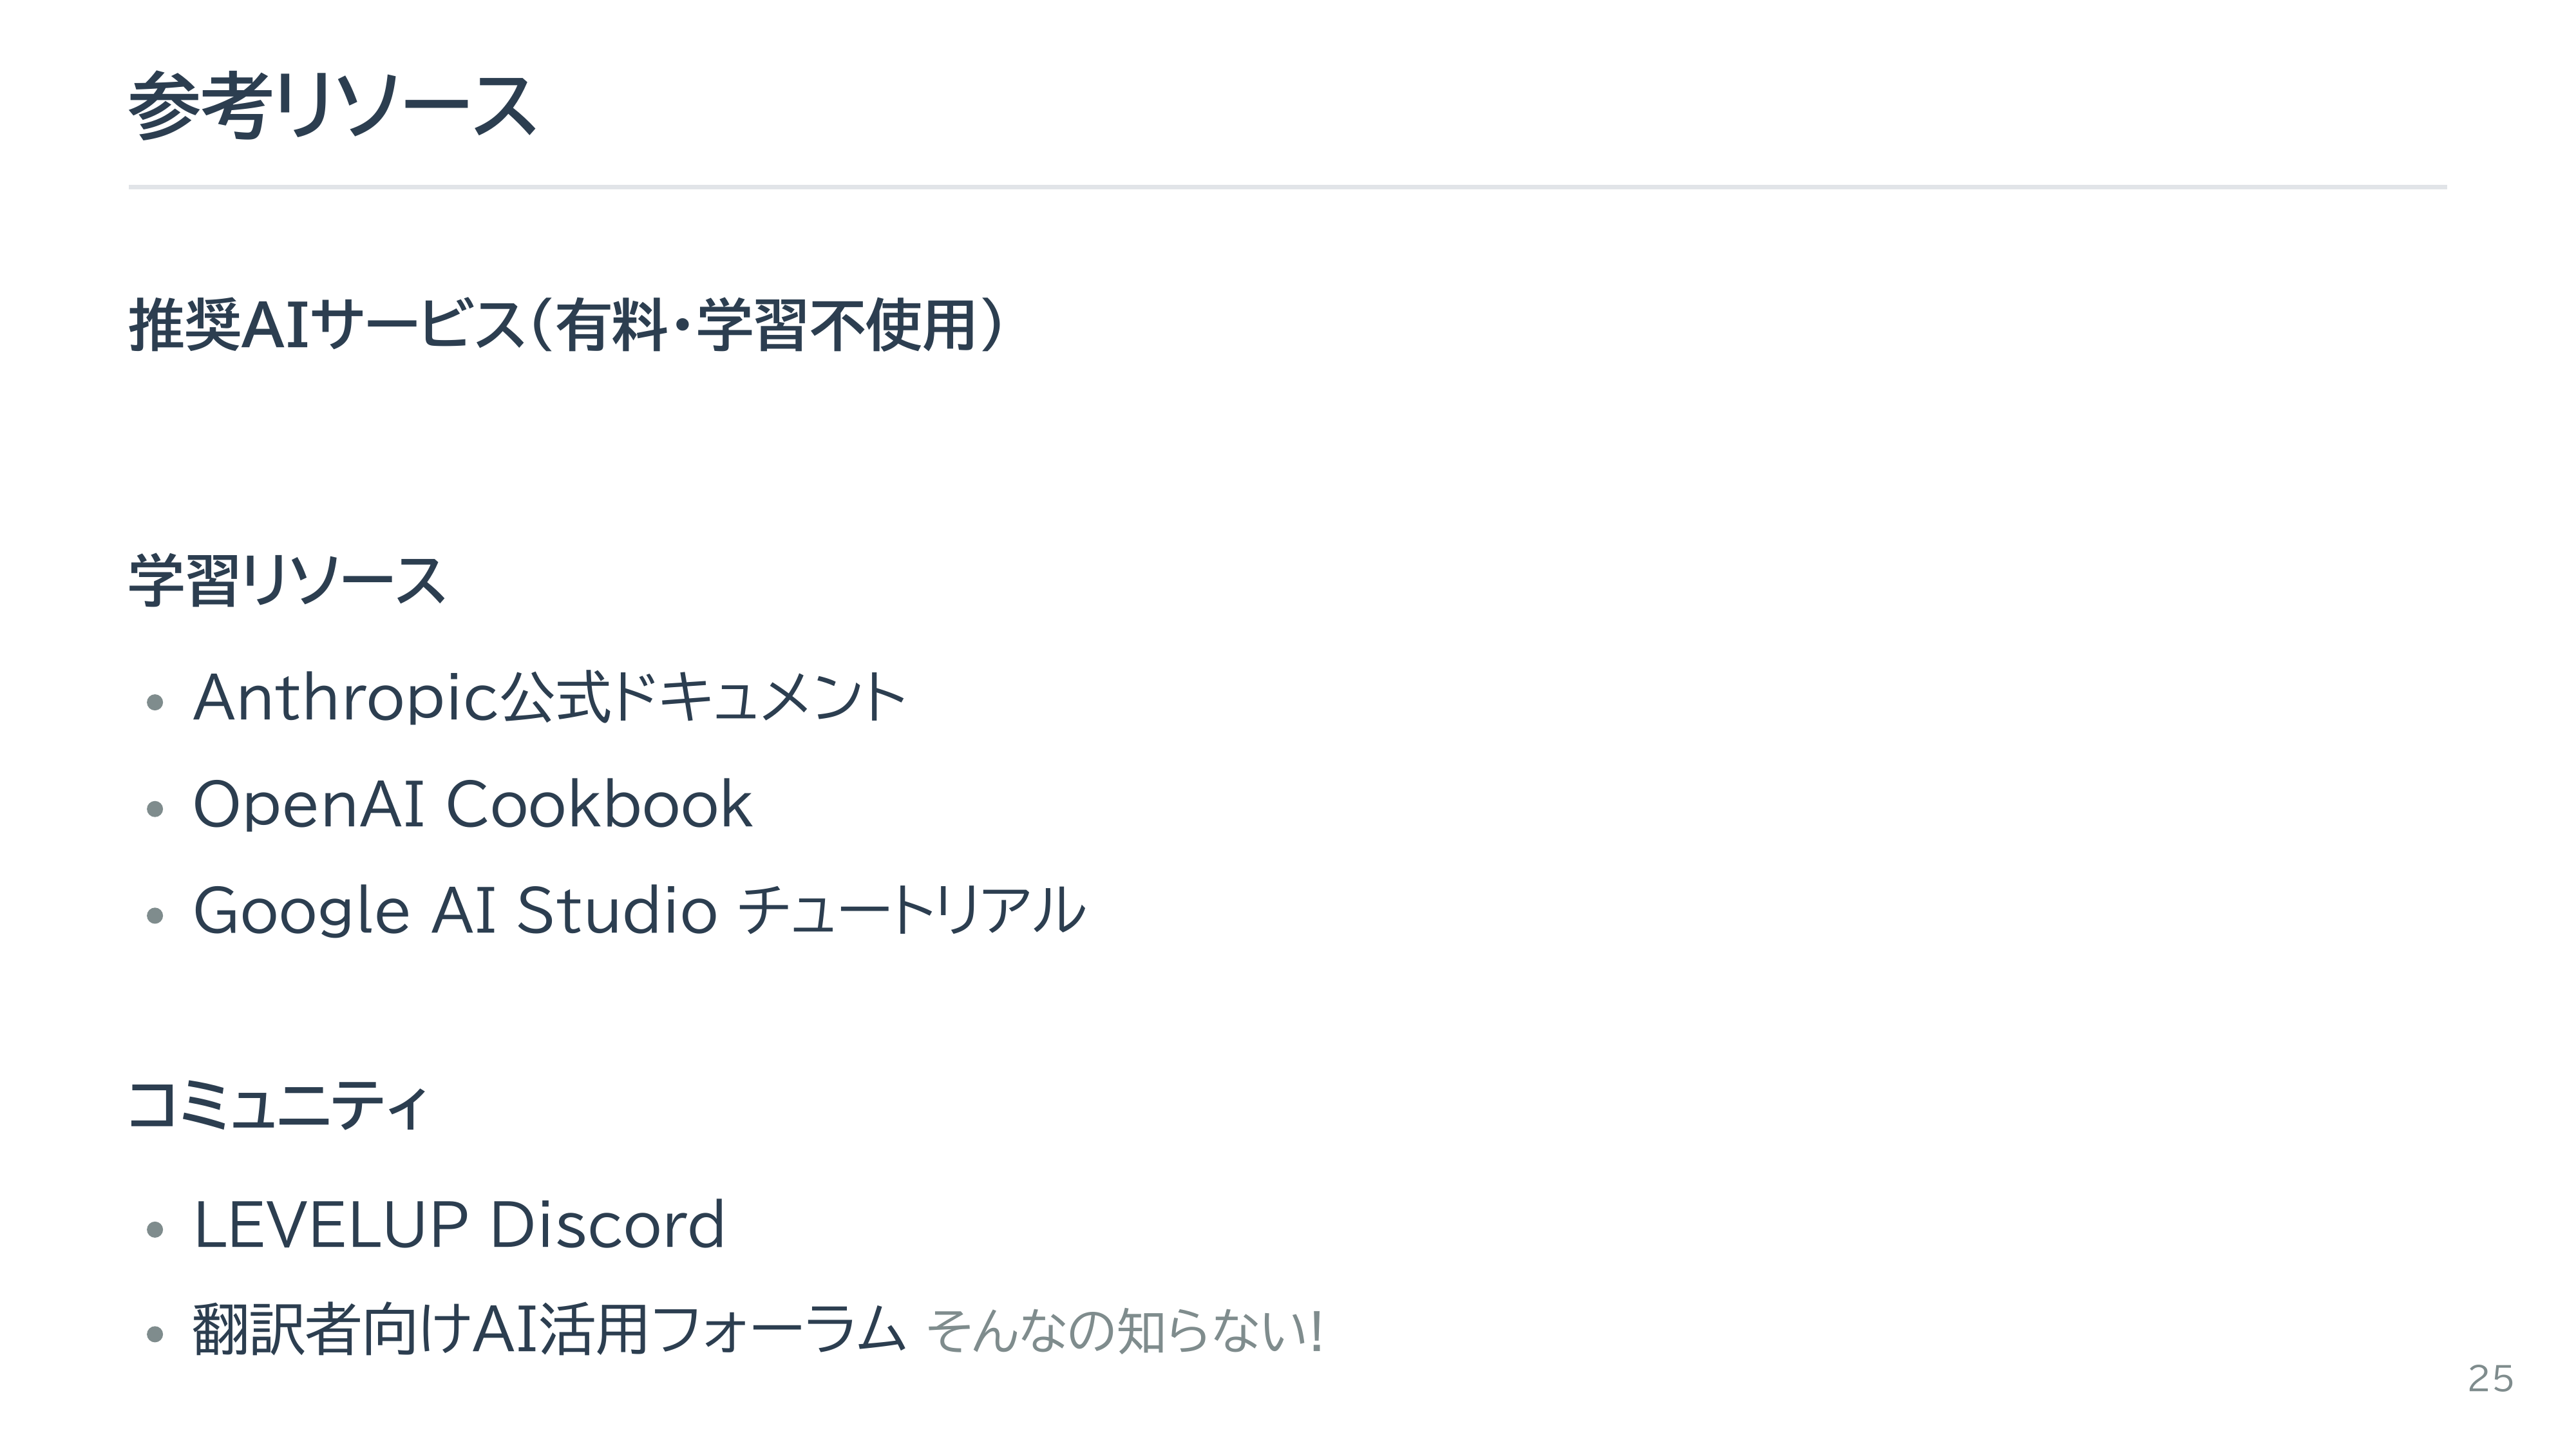 参考リソース
推奨AIサービス（有料・学習不使用）
学習リソース
• Anthropic公式ドキュメント
• OpenAI Cookbook
• Google AI Studio チュートリアル
コミュニティ
• LEVELUP Discord
• 翻訳者向けAI活用フォーラム そんなの知らない！
25